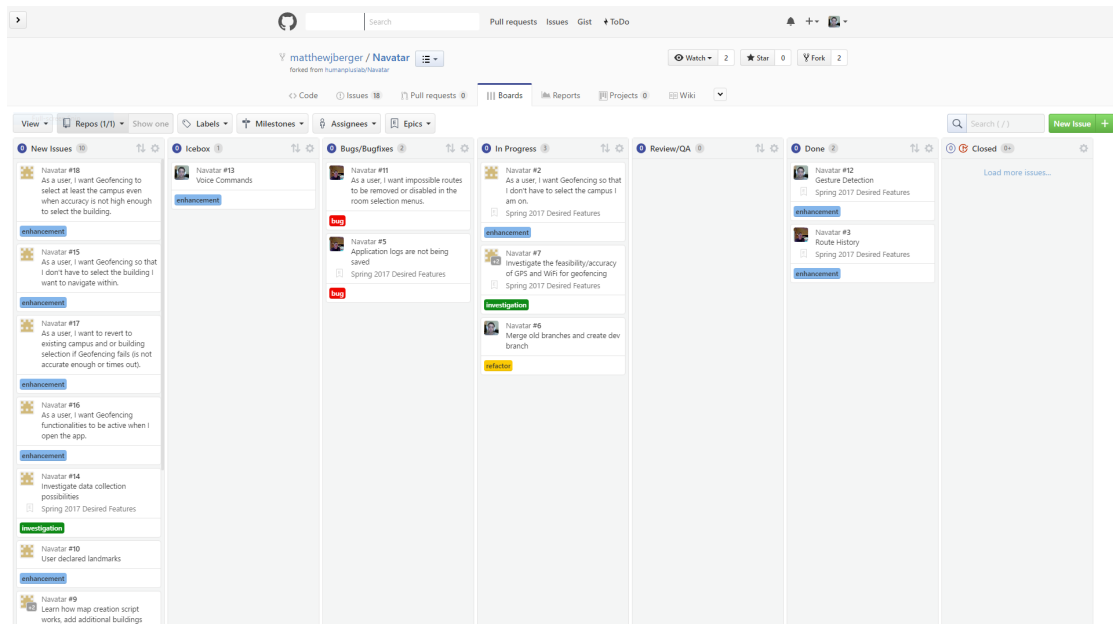 Search
Pull requests Issues Gist ToDo
matthewjberger / Navatar
forked from humanpluslab/Navatar
Watch 2 Star 0 Fork 2
Code Issues 18 Pull requests 0 Boards Reports Projects 0 Wiki
View Repos (1/1) Show one Labels Milestones Assignees Epics Search ( / ) New Issue +
0 New Issues 10
Navatar #18
As a user, I want Geofencing to
select at least the campus even
when accuracy is not high enough
to select the building.
enhancement
Navatar #15
As a user, I want Geofencing so that
I don't have to select the building I
want to navigate within.
enhancement
Navatar #17
As a user, I want to revert to
existing campus and or building
selection if Geofencing fails (is not
accurate enough or times out).
enhancement
Navatar #16
As a user, I want Geofencing
functionalities to be active when I
open the app.
enhancement
Navatar #14
Investigate data collection
possibilities
Spring 2017 Desired Features
investigation
Navatar #10
User declared landmarks
enhancement
Navatar #9
+2
Learn how map creation script
works, add additional buildings
0 Icebox 1
Navatar #13
Voice Commands
enhancement
0 Bugs/Bugfixes 2
Navatar #11
As a user, I want impossible routes
to be removed or disabled in the
room selection menus.
bug
Navatar #5
Application logs are not being
saved
Spring 2017 Desired Features
bug
0 In Progress 3
Navatar #2
As a user, I want Geofencing so that
I don't have to select the campus I
am on.
Spring 2017 Desired Features
enhancement
Navatar #7
+2
Investigate the feasibility/accuracy
of GPS and WiFi for geofencing
Spring 2017 Desired Features
investigation
Navatar #6
Merge old branches and create dev
branch
refactor
0 Review/QA 0
0 Done 2
Navatar #12
Gesture Detection
Spring 2017 Desired Features
enhancement
Navatar #3
Route History
Spring 2017 Desired Features
enhancement
0 Closed 0+
Load more issues...